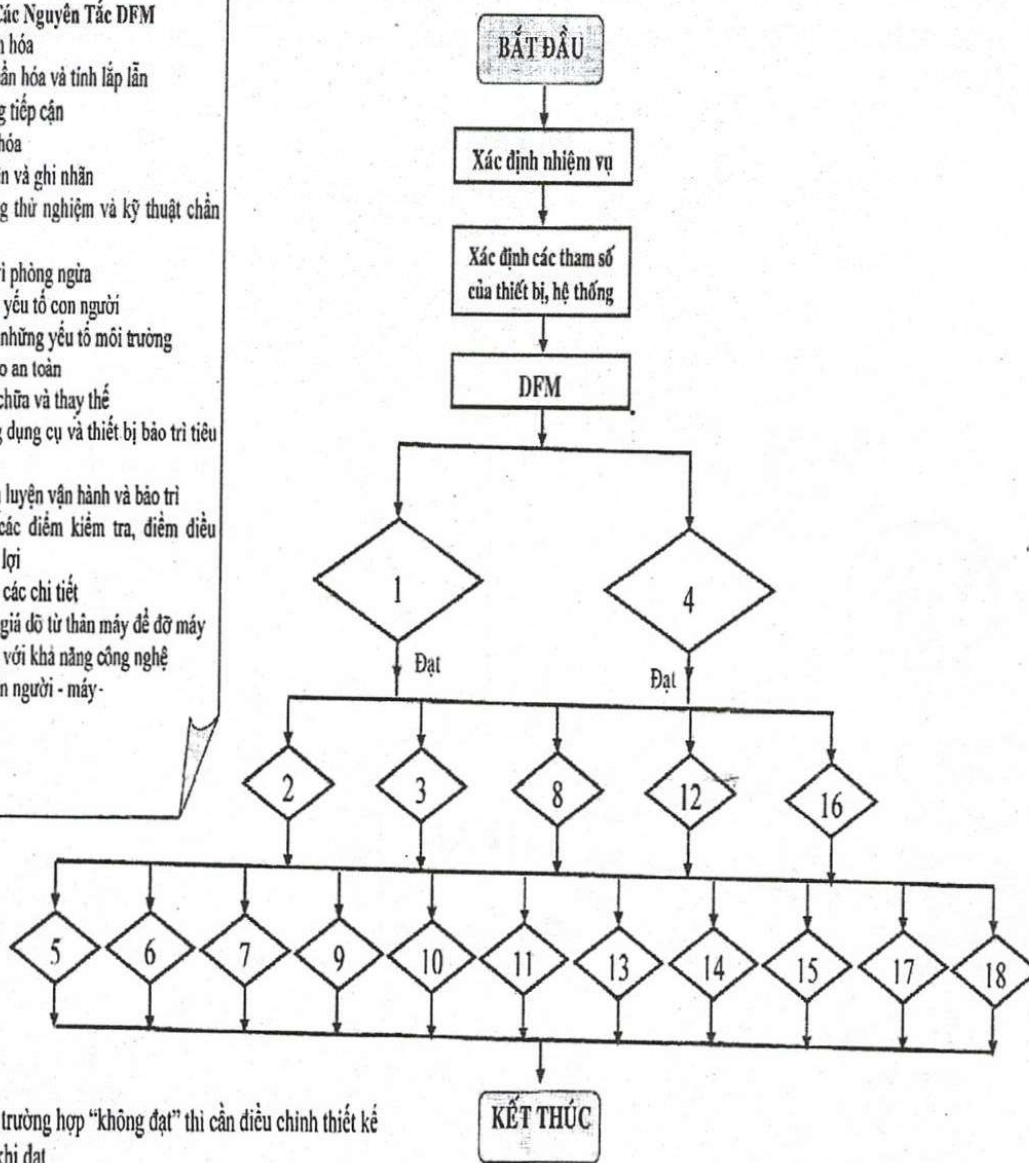 Các Nguyên Tắc DFM
hóa
ẩn hóa và tính lắp lẫn
tiếp cận
hóa
và ghi nhãn
thử nghiệm và kỹ thuật chẩn
phòng ngừa
yếu tố con người
những yếu tố môi trường
an toàn
chữa và thay thế
dụng cụ và thiết bị bảo trì tiêu
luyện vận hành và bảo trì
các điểm kiểm tra, điểm điều
lợi
các chi tiết
giá đỡ từ thân máy để đỡ máy
với khả năng công nghệ
người - máy-
BẮT ĐẦU
Xác định nhiệm vụ
Xác định các tham số
của thiết bị, hệ thống
DFM
1 4
Đạt Đạt
2 3 8 12 16
5 6 7 9 10 11 13 14 15 17 18
KẾT THÚC
trường hợp “không đạt” thì cần điều chỉnh thiết kế
khi đạt